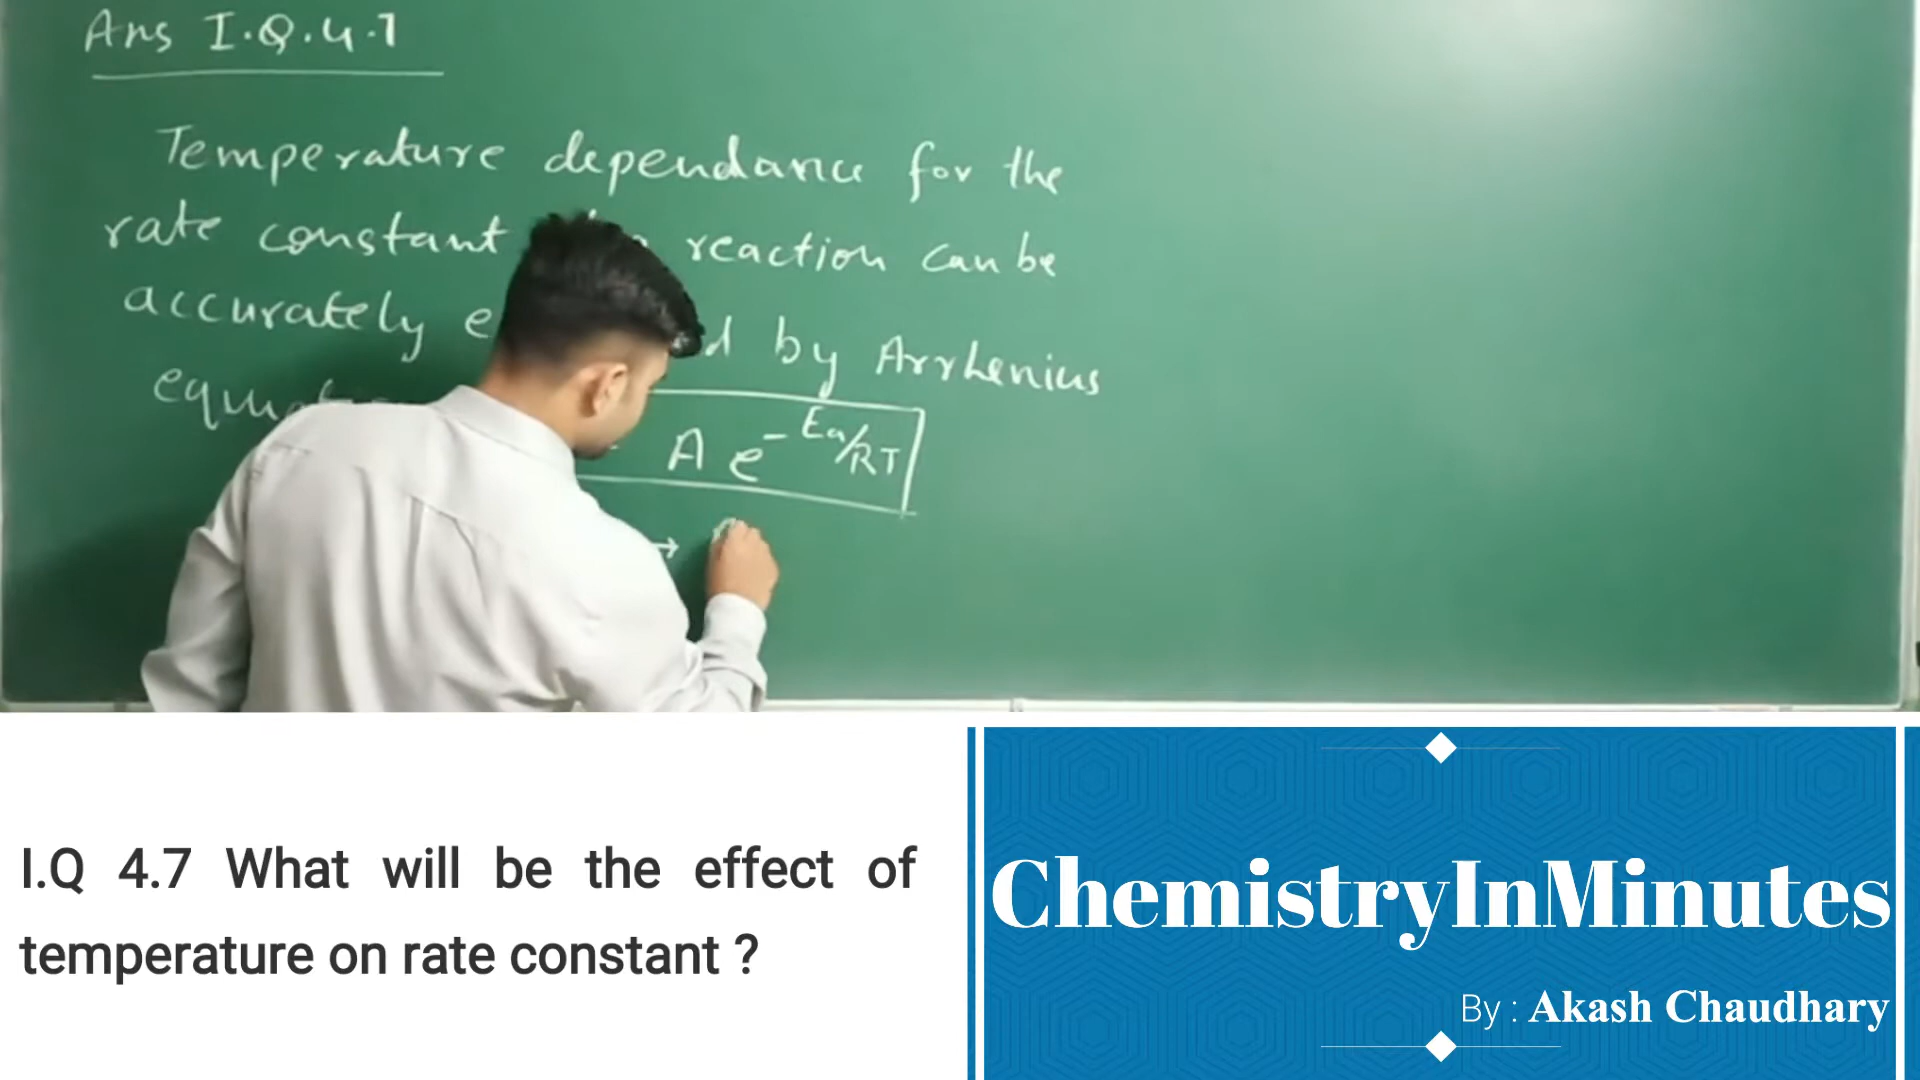 Ans I.Q.4.7
Temperature dependance for the
rate constant reaction can be
accurately by Arrhenius
A e^-Ea/RT
→
I.Q 4.7 What will be the effect of
temperature on rate constant ?
ChemistryInMinutes
By : Akash Chaudhary